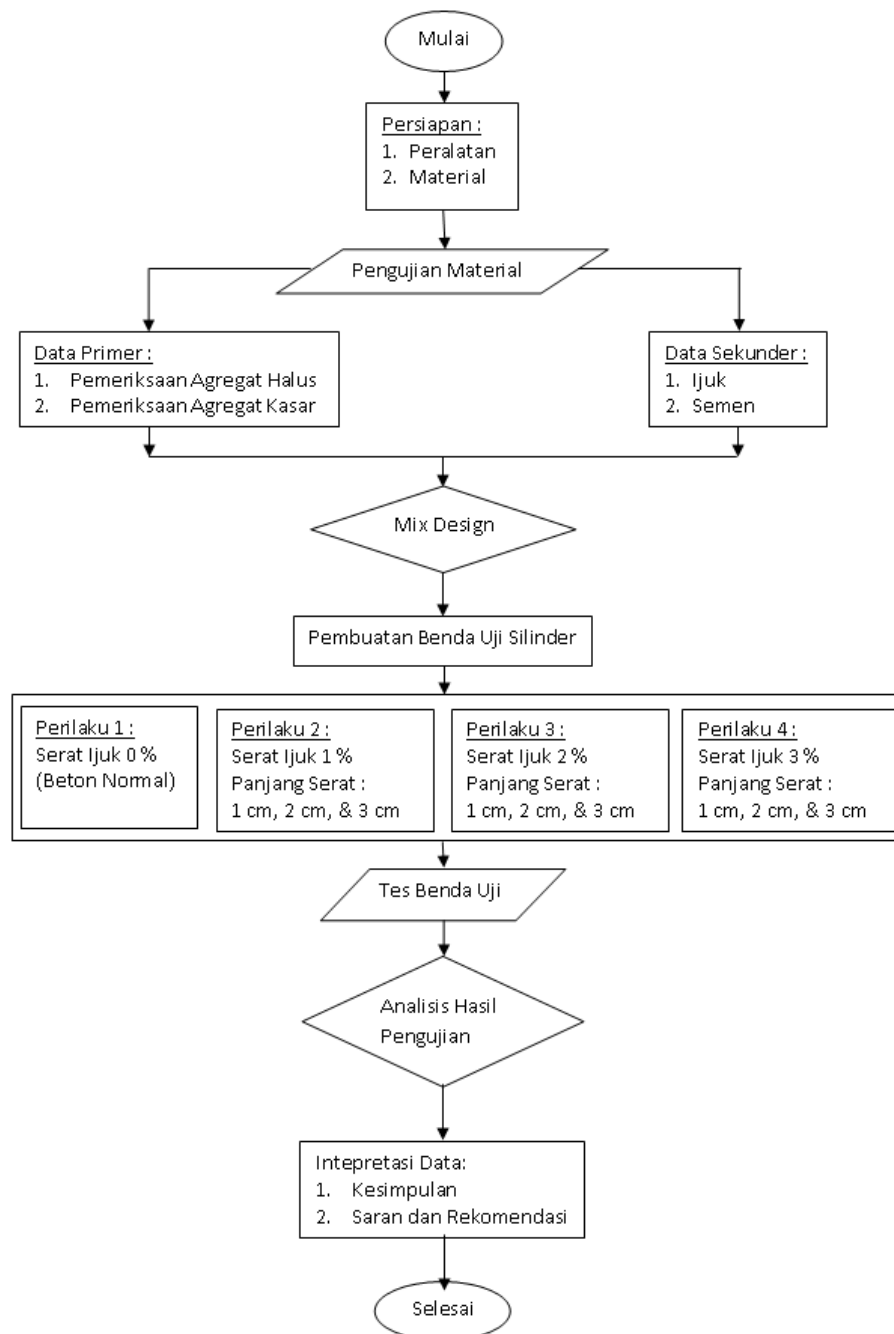 Mulai
Persiapan :
1. Peralatan
2. Material
Pengujian Material
Data Primer :
1. Pemeriksaan Agregat Halus
2. Pemeriksaan Agregat Kasar
Data Sekunder :
1. Ijuk
2. Semen
Mix Design
Pembuatan Benda Uji Silinder
Perilaku 1 :
Serat Ijuk 0 %
(Beton Normal)
Perilaku 2 :
Serat Ijuk 1 %
Panjang Serat :
1 cm, 2 cm, & 3 cm
Perilaku 3 :
Serat Ijuk 2 %
Panjang Serat :
1 cm, 2 cm, & 3 cm
Perilaku 4 :
Serat Ijuk 3 %
Panjang Serat :
1 cm, 2 cm, & 3 cm
Tes Benda Uji
Analisis Hasil
Pengujian
Intepretasi Data:
1. Kesimpulan
2. Saran dan Rekomendasi
Selesai